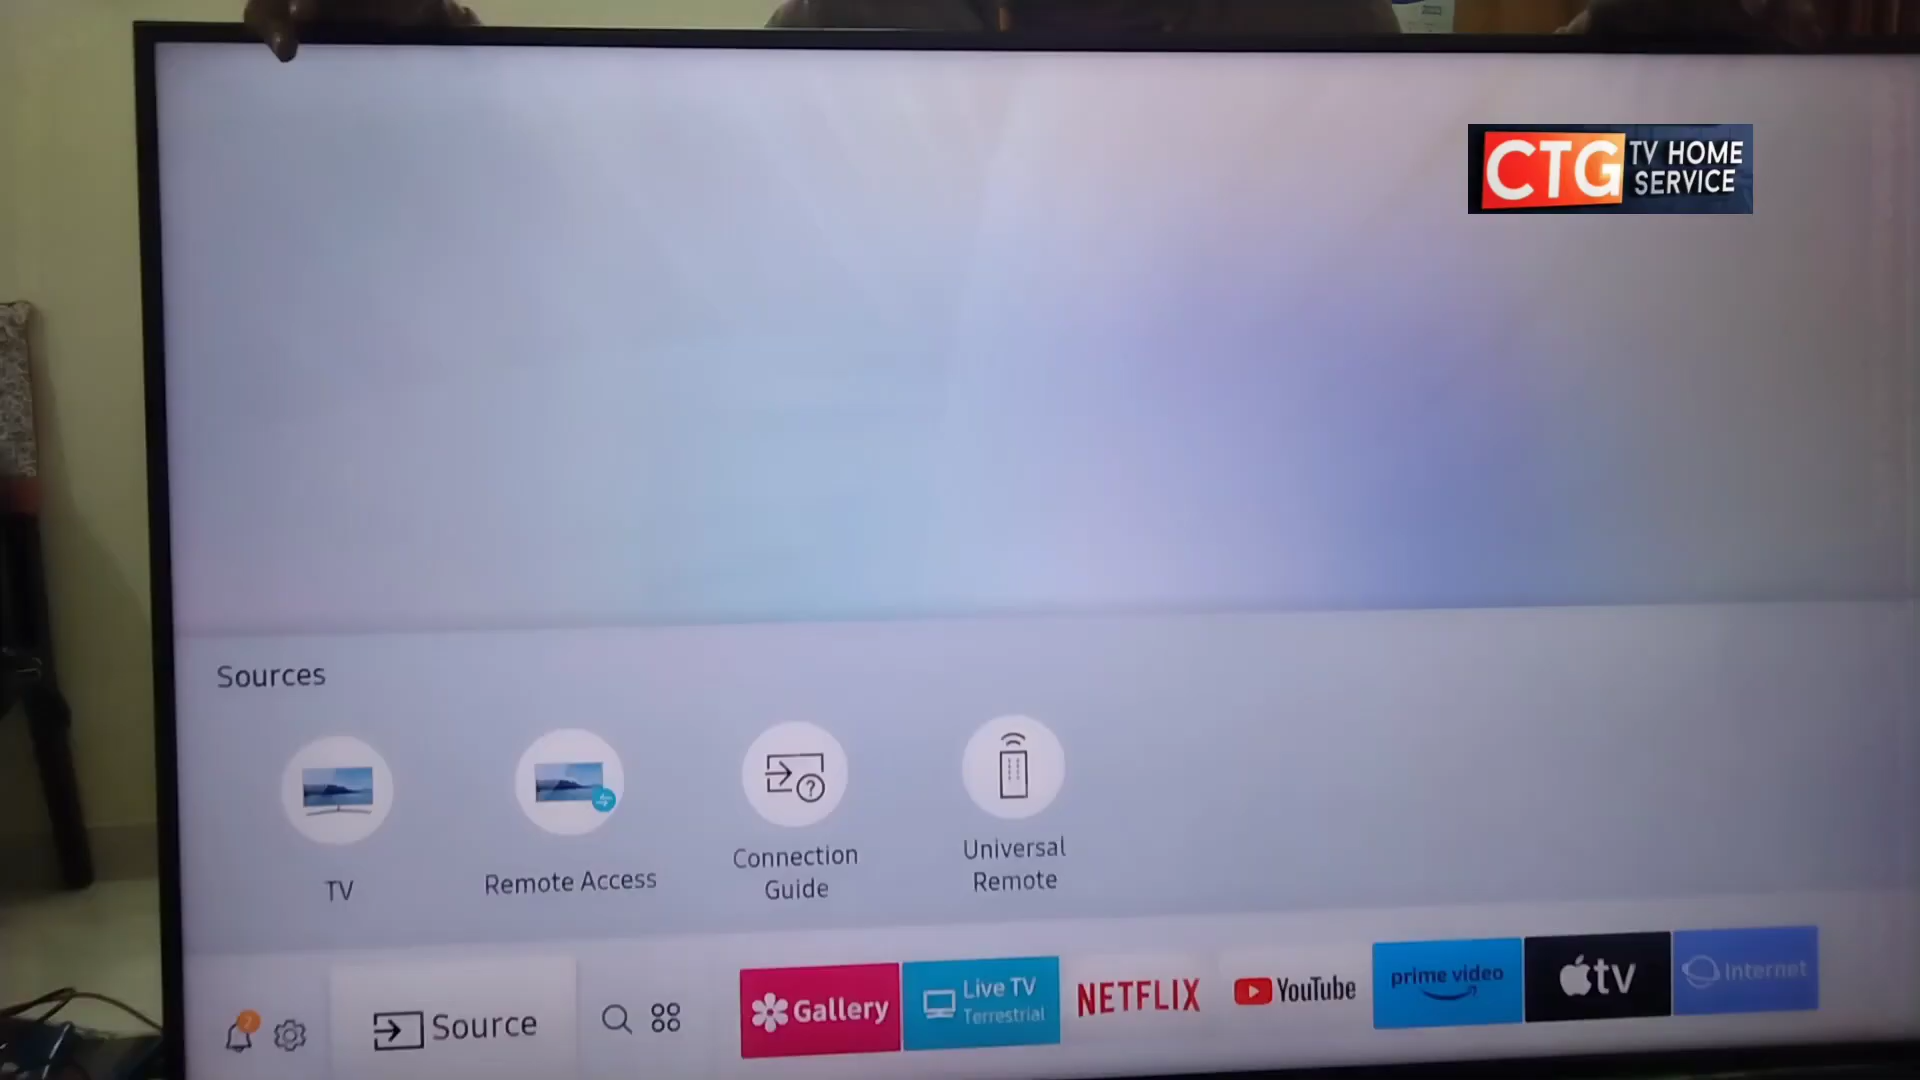 CTG TV HOME
SERVICE
Sources
TV
Remote Access
Connection
Guide
Universal
Remote
2
Source
Gallery
Live TV
Terrestrial
NETFLIX
YouTube
prime video
tv
Internet